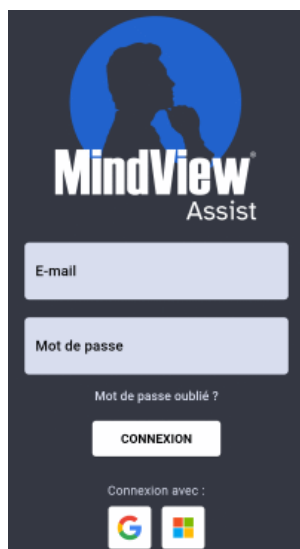 MindView®
Assist
E-mail
Mot de passe
Mot de passe oublié ?
CONNEXION
Connexion avec :
G